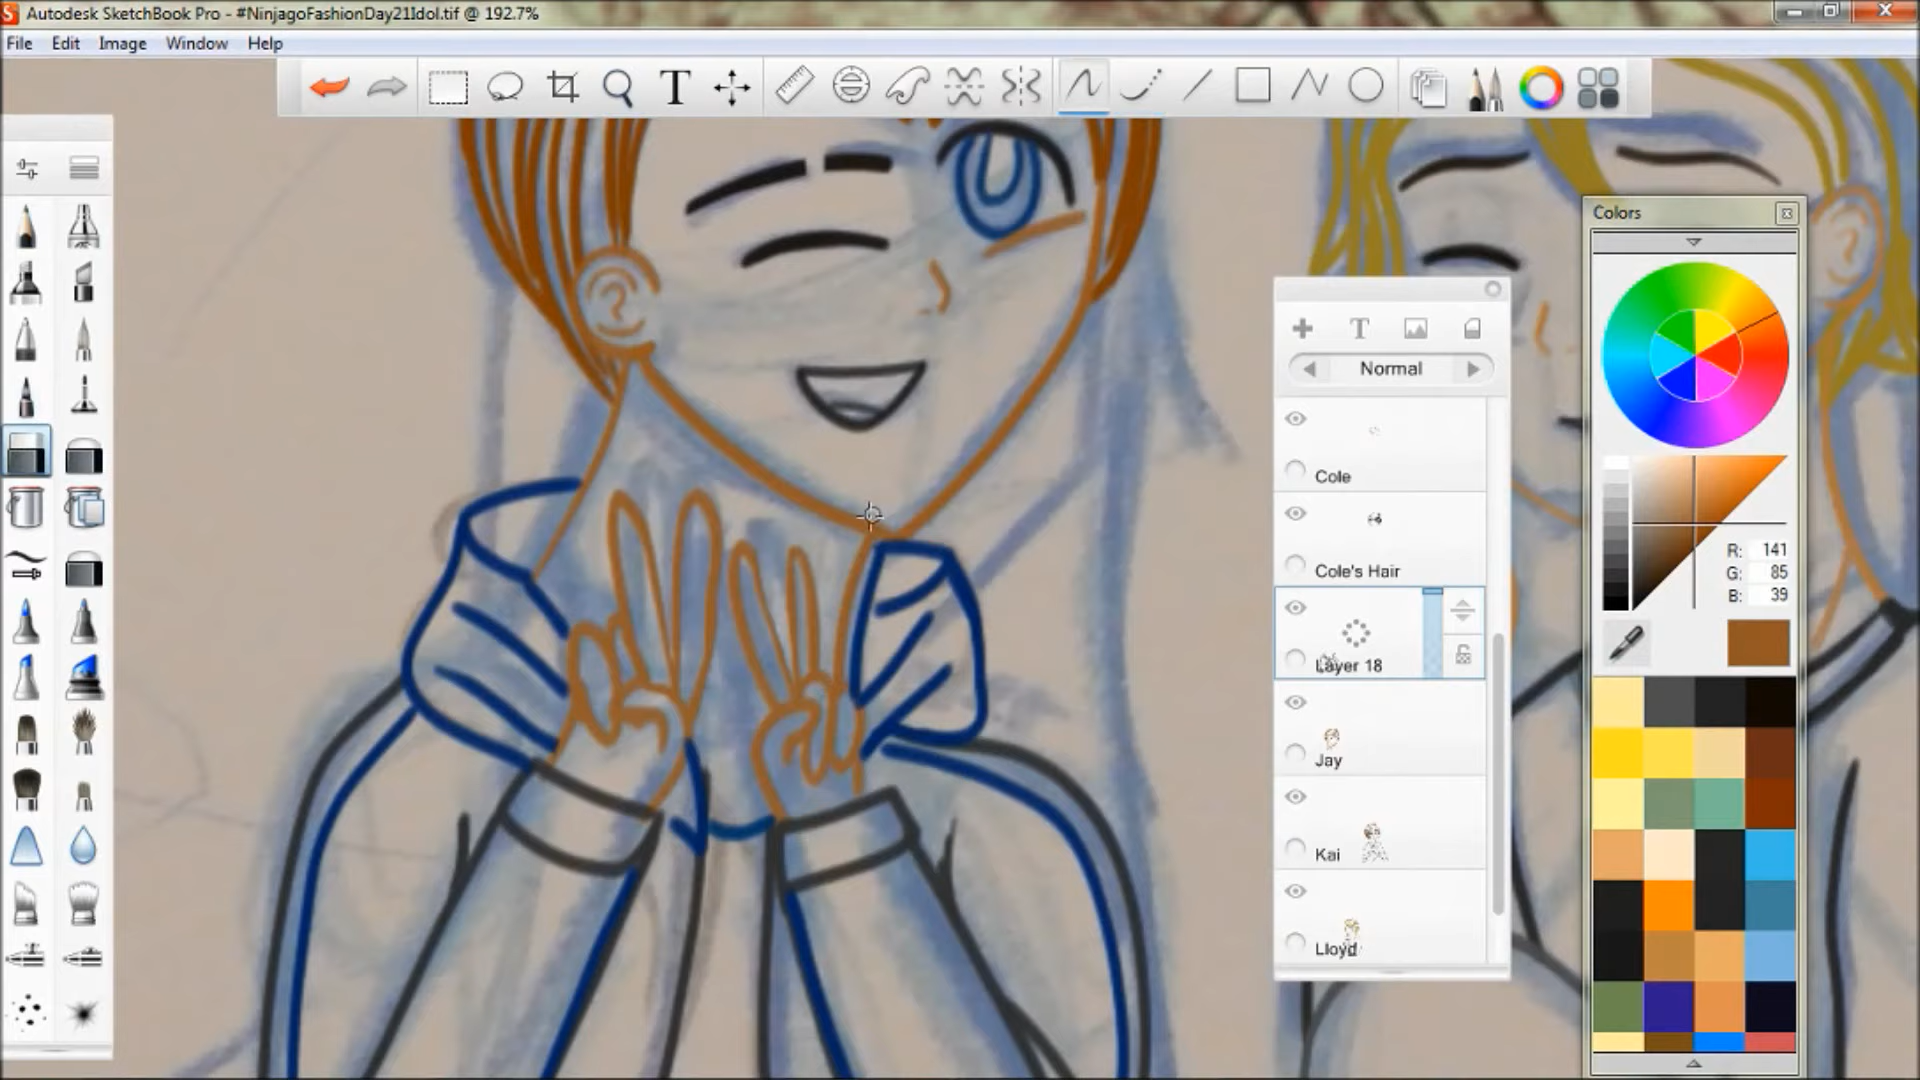 Autodesk SketchBook Pro - #NinjagoFashionDay21Idol.tif @ 192.7%
File Edit Image Window Help
T
Colors
T
Normal
Cole
Cole's Hair
R: 141
G: 85
B: 39
Layer 18
Jay
Kai
Lloyd